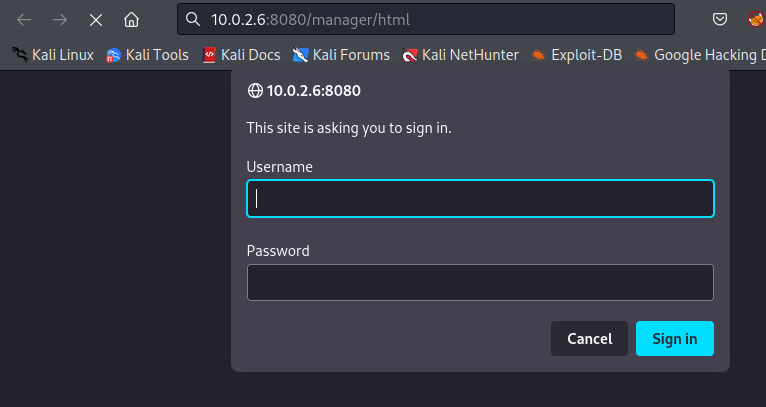 10.0.2.6:8080/manager/html
Kali Linux Kali Tools Kali Docs Kali Forums Kali NetHunter Exploit-DB Google Hacking D
10.0.2.6:8080
This site is asking you to sign in.
Username
Password
Cancel Sign in